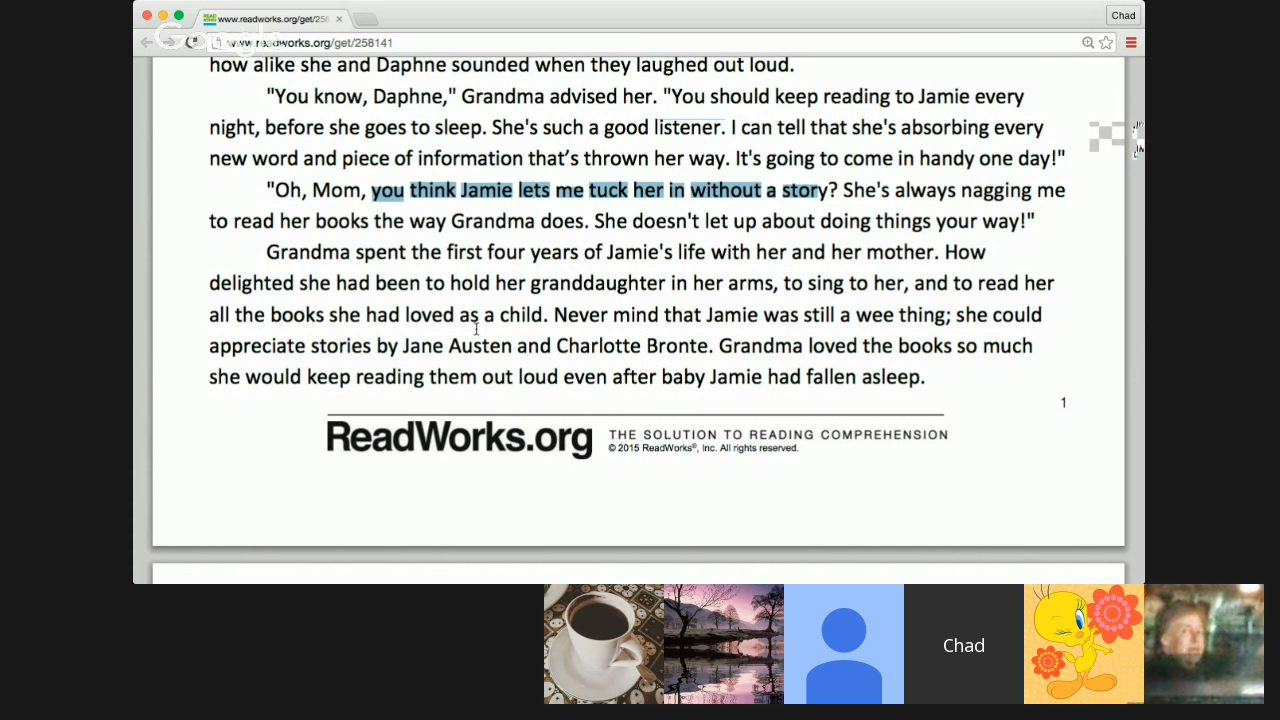 www.readworks.org/get/258
Chad
Google
www.readworks.org/get/258141
how alike she and Daphne sounded when they laughed out loud.
"You know, Daphne," Grandma advised her. "You should keep reading to Jamie every
night, before she goes to sleep. She's such a good listener. I can tell that she's absorbing every
new word and piece of information that’s thrown her way. It's going to come in handy one day!"
"Oh, Mom, you think Jamie lets me tuck her in without a story? She's always nagging me
to read her books the way Grandma does. She doesn't let up about doing things your way!"
Grandma spent the first four years of Jamie's life with her and her mother. How
delighted she had been to hold her granddaughter in her arms, to sing to her, and to read her
all the books she had loved as a child. Never mind that Jamie was still a wee thing; she could
appreciate stories by Jane Austen and Charlotte Bronte. Grandma loved the books so much
she would keep reading them out loud even after baby Jamie had fallen asleep.
1
ReadWorks.org
THE SOLUTION TO READING COMPREHENSION
© 2015 ReadWorks®, Inc. All rights reserved.
Chad